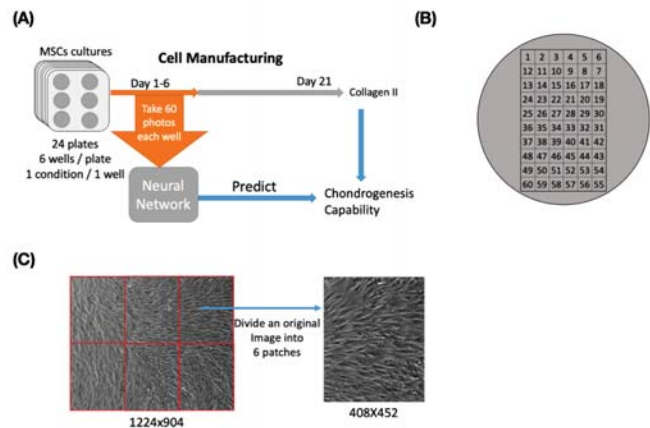 (A)
MSCs cultures
Cell Manufacturing
Day 1-6
Day 21
Collagen II
Take 60
photos
each well
24 plates
6 wells / plate
1 condition / 1 well
Neural
Network
Predict
Chondrogenesis
Capability
(B)
1 2 3 4 5 6
12 11 10 9 8 7
13 14 15 16 17 18
24 23 22 21 20 19
25 26 27 28 29 30
36 35 34 33 32 31
37 38 39 40 41 42
48 47 46 45 44 43
49 50 51 52 53 54
60 59 58 57 56 55
(C)
Divide an original
Image into
6 patches
1224x904
408X452